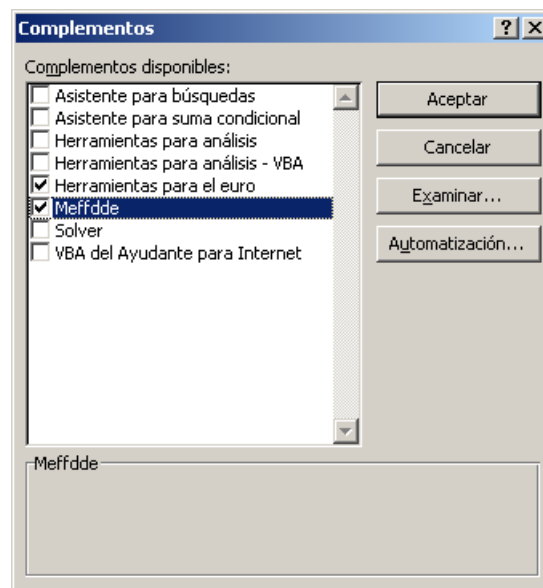 Complementos
Complementos disponibles:
Asistente para búsquedas
Asistente para suma condicional
Herramientas para análisis
Herramientas para análisis - VBA
Herramientas para el euro
Meffdde
Solver
VBA del Ayudante para Internet
Aceptar
Cancelar
Examinar...
Automatización...
Meffdde